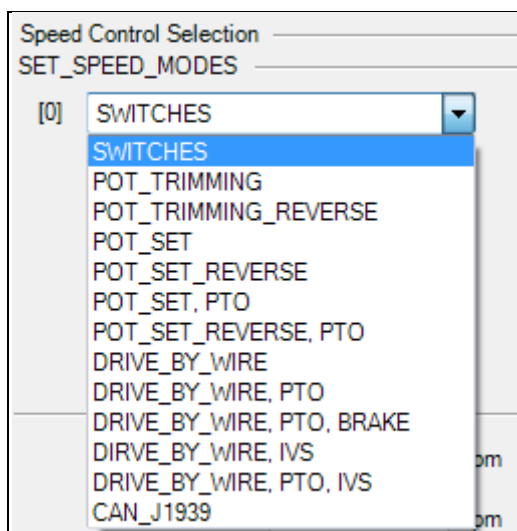 Speed Control Selection
SET_SPEED_MODES
[0] SWITCHES
SWITCHES
POT_TRIMMING
POT_TRIMMING_REVERSE
POT_SET
POT_SET_REVERSE
POT_SET, PTO
POT_SET_REVERSE, PTO
DRIVE_BY_WIRE
DRIVE_BY_WIRE, PTO
DRIVE_BY_WIRE, PTO, BRAKE
DIRVE_BY_WIRE, IVS
DRIVE_BY_WIRE, PTO, IVS
CAN_J1939